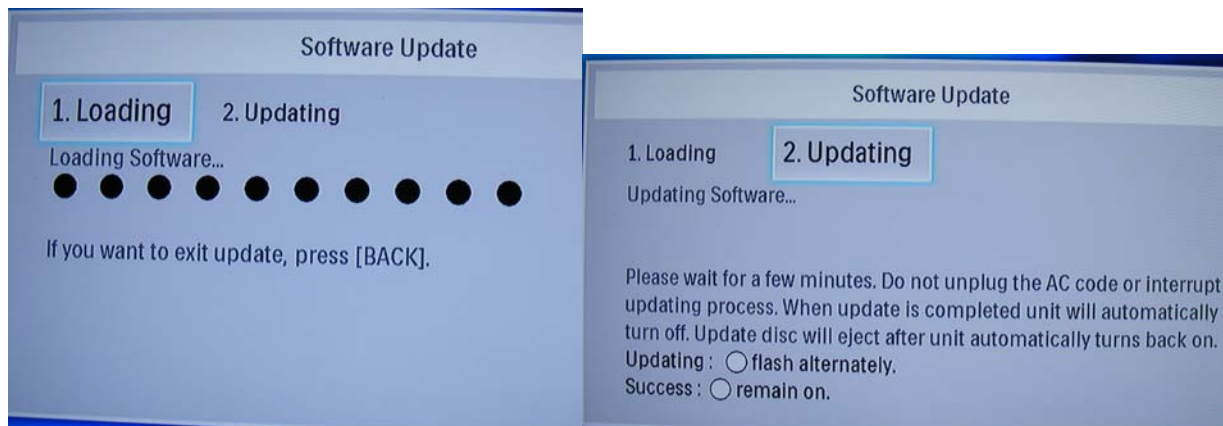 Software Update
1. Loading 2. Updating
Loading Software...
If you want to exit update, press [BACK].
Software Update
1. Loading 2. Updating
Updating Software...
Please wait for a few minutes. Do not unplug the AC code or interrupt
updating process. When update is completed unit will automatically
turn off. Update disc will eject after unit automatically turns back on.
Updating : ◯ flash alternately.
Success : ◯ remain on.